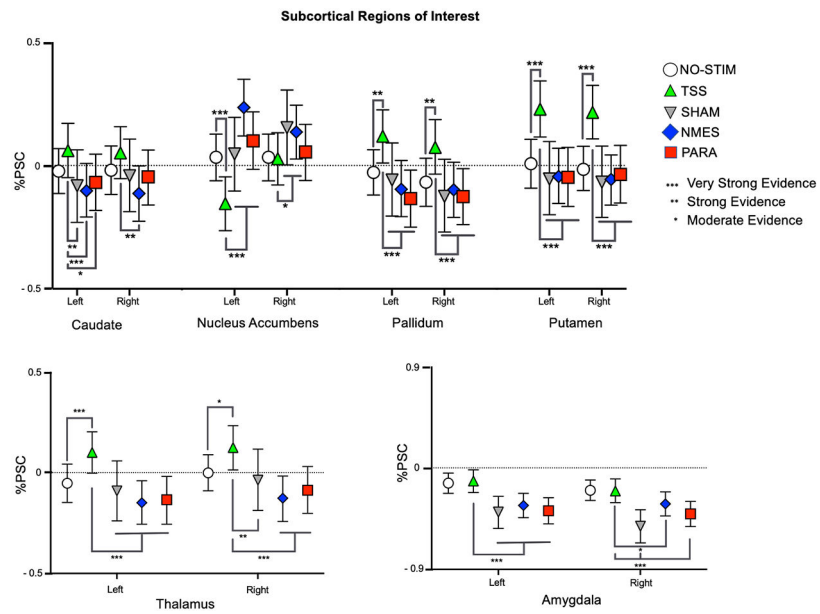 Subcortical Regions of Interest
0.5
0
- 0.5
%PSC
*** ** ** *** ***
** *** * ** *** * *** *** *** ***
Left Right Left Right Left Right Left Right
Caudate Nucleus Accumbens Pallidum Putamen
NO-STIM
TSS
SHAM
NMES
PARA
*** Very Strong Evidence
** Strong Evidence
* Moderate Evidence
0.5
0
- 0.5
%PSC
*** *
*** ** ***
Left Right
Thalamus
0.9
0
- 0.9
%PSC
*** * ***
Left Right
Amygdala